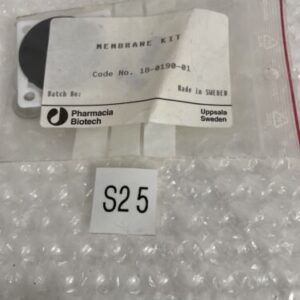 MEMBRANE KIT
Code No. 18-0190-01
Batch No:
Made in SWEDEN
Pharmacia
Biotech
Uppsala
Sweden
S25